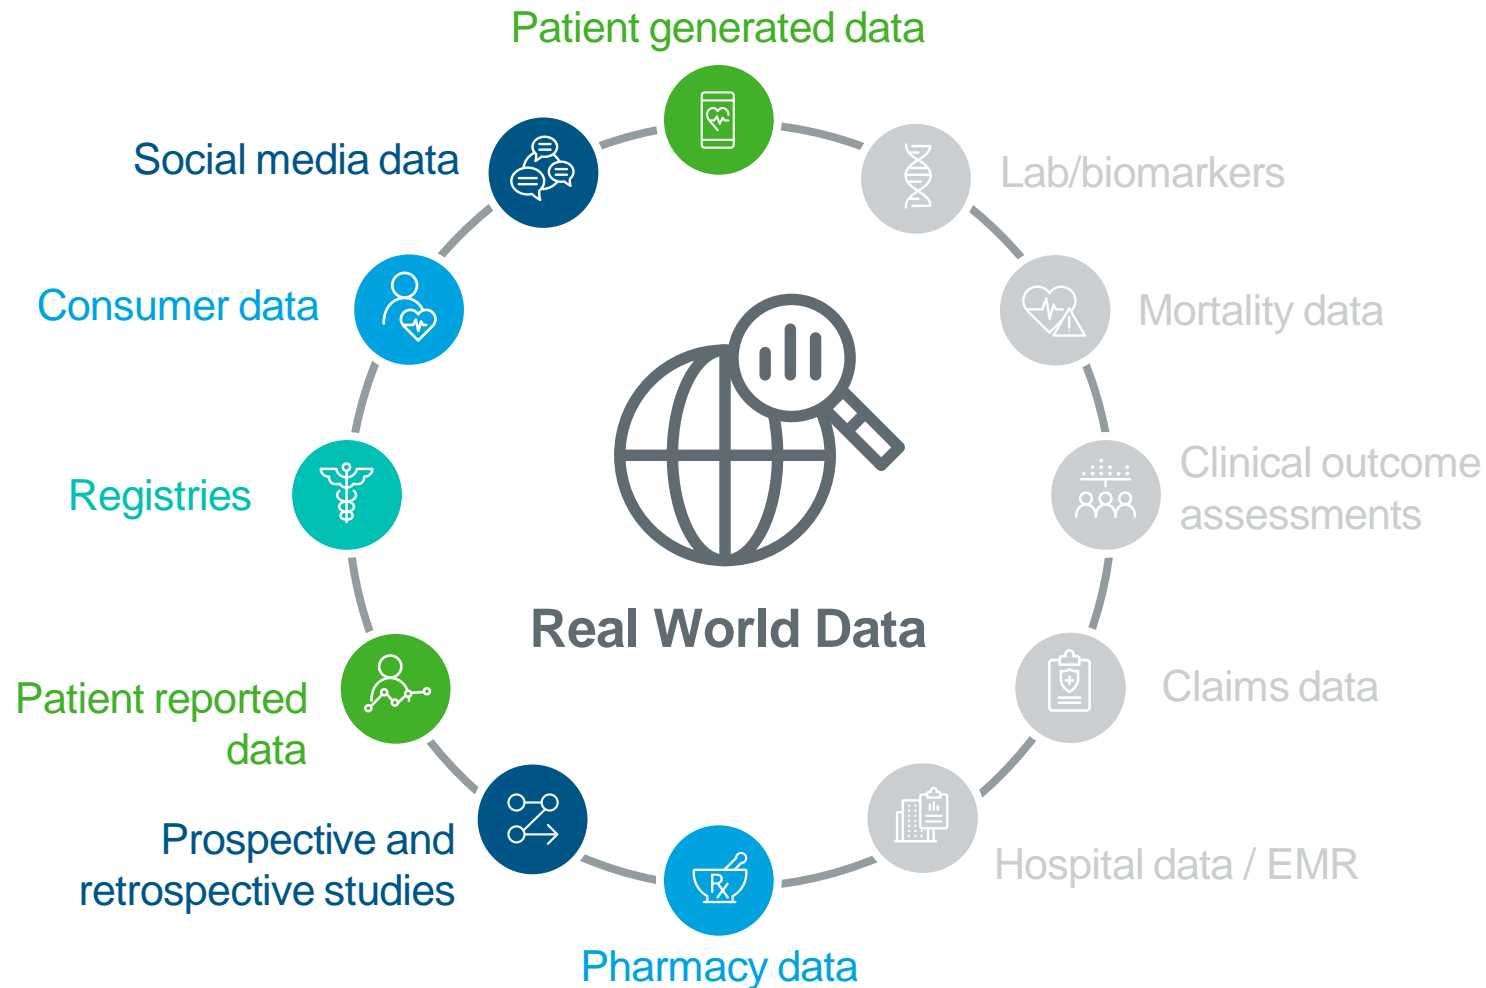 Patient generated data
Social media data
Lab/biomarkers
Consumer data
Mortality data
Registries
Clinical outcome
assessments
Real World Data
Patient reported
data
Claims data
Prospective and
retrospective studies
Hospital data / EMR
Rx
Pharmacy data